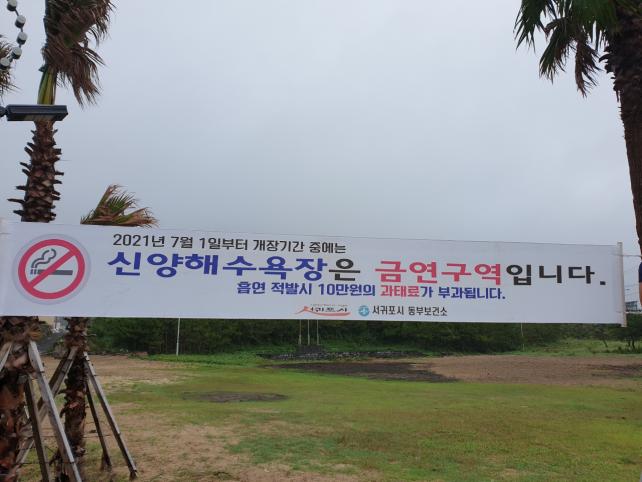 2021년 7월 1일부터 개장기간 중에는
신양해수욕장은 금연구역입니다.
흡연 적발시 10만원의 과태료가 부과됩니다.
서귀포시 서귀포시 동부보건소